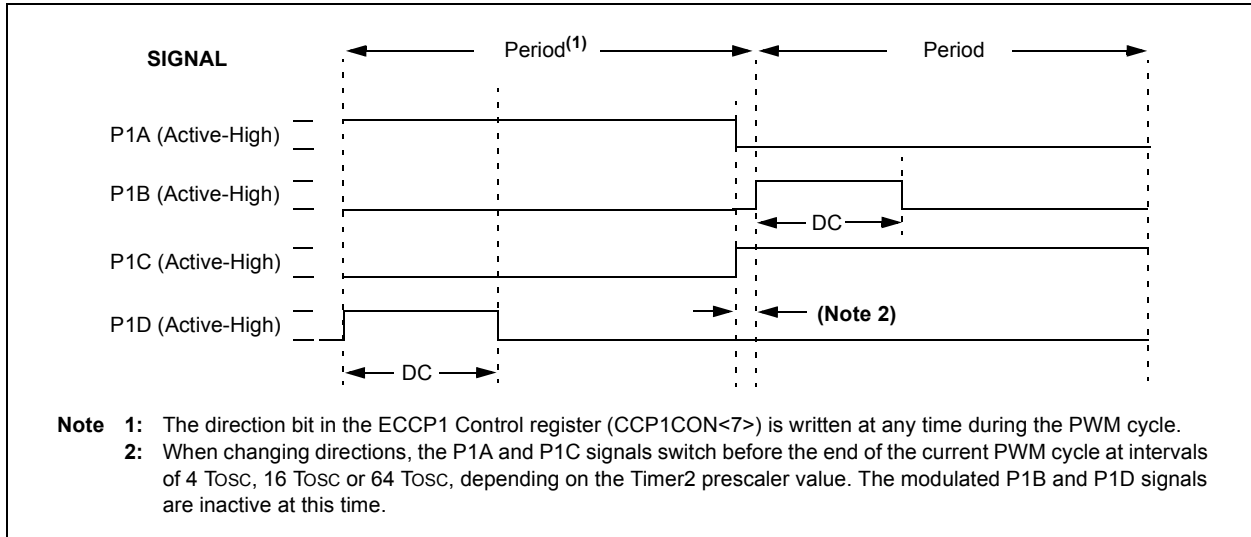 SIGNAL
Period(1)
Period
P1A (Active-High)
P1B (Active-High)
DC
P1C (Active-High)
P1D (Active-High)
(Note 2)
DC
Note 1: The direction bit in the ECCP1 Control register (CCP1CON<7>) is written at any time during the PWM cycle.
2: When changing directions, the P1A and P1C signals switch before the end of the current PWM cycle at intervals
of 4 TOSC, 16 TOSC or 64 TOSC, depending on the Timer2 prescaler value. The modulated P1B and P1D signals
are inactive at this time.